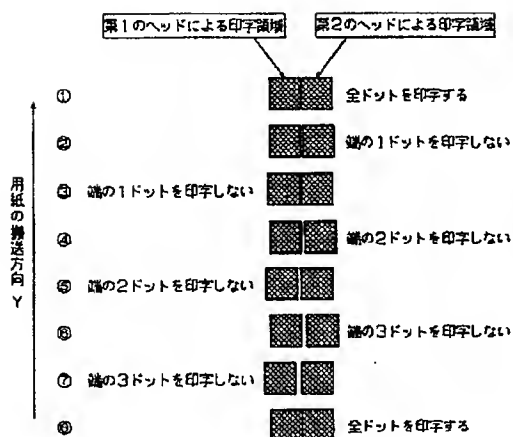 第1のヘッドによる印字領域 第2のヘッドによる印字領域
① 全ドットを印字する
② 端の1ドットを印字しない
③ 端の1ドットを印字しない
④ 端の2ドットを印字しない
⑤ 端の2ドットを印字しない
⑥ 端の3ドットを印字しない
⑦ 端の3ドットを印字しない
全ドットを印字する
用紙の搬送方向 Y